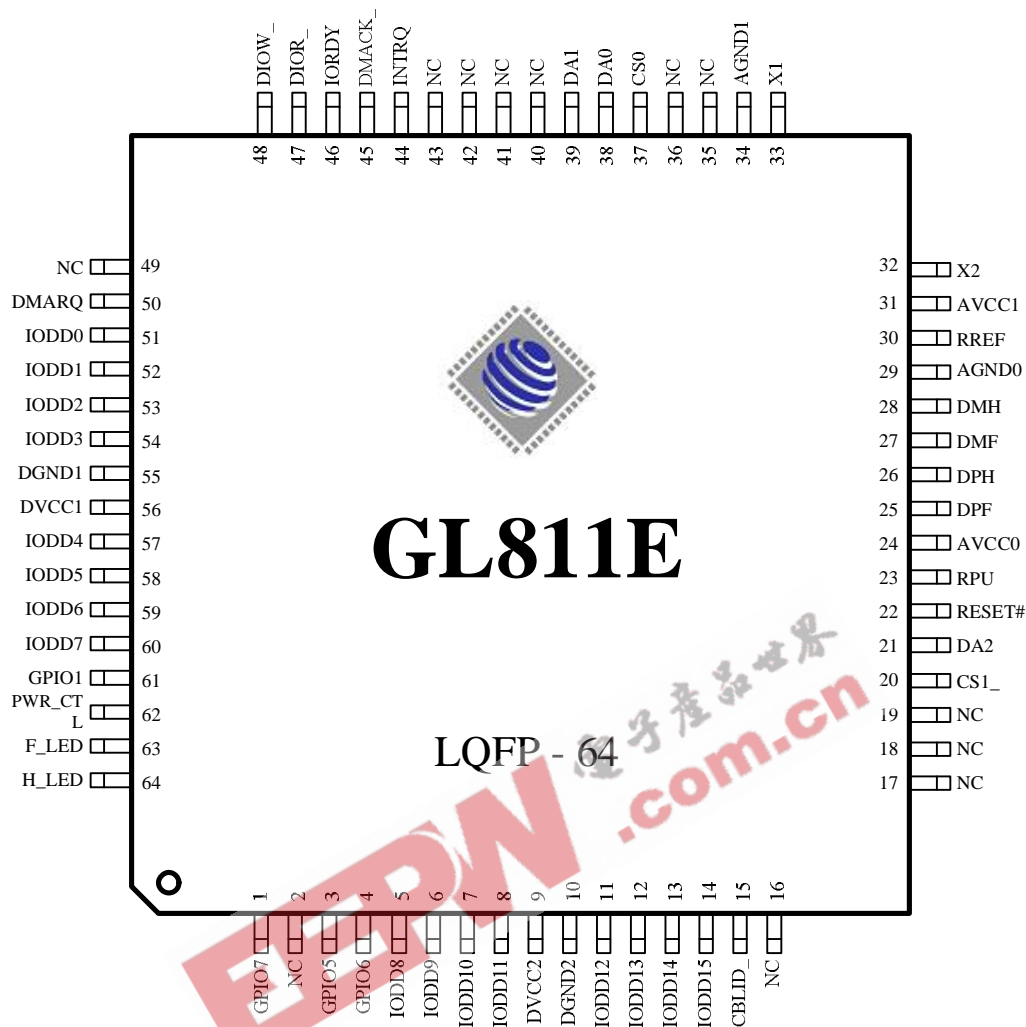 DIOW_
DIOR_
IORDY
DMACK_
INTRQ
NC
NC
NC
NC
DA1
DA0
CS0
NC
NC
AGND1
X1
48
47
46
45
44
43
42
41
40
39
38
37
36
35
34
33
NC 49
DMARQ 50
IODD0 51
IODD1 52
IODD2 53
IODD3 54
DGND1 55
DVCC1 56
IODD4 57
IODD5 58
IODD6 59
IODD7 60
GPIO1 61
PWR_CT
L 62
F_LED 63
H_LED 64
32 X2
31 AVCC1
30 RREF
29 AGND0
28 DMH
27 DMF
26 DPH
25 DPF
24 AVCC0
23 RPU
22 RESET#
21 DA2
20 CS1_
19 NC
18 NC
17 NC
GL811E
LQFP - 64
电子產品世界
EEPW
.com.cn
1
2
3
4
5
6
7
8
9
10
11
12
13
14
15
16
GPIO7
NC
GPIO5
GPIO6
IODD8
IODD9
IODD10
IODD11
DVCC2
DGND2
IODD12
IODD13
IODD14
IODD15
CBLID_
NC